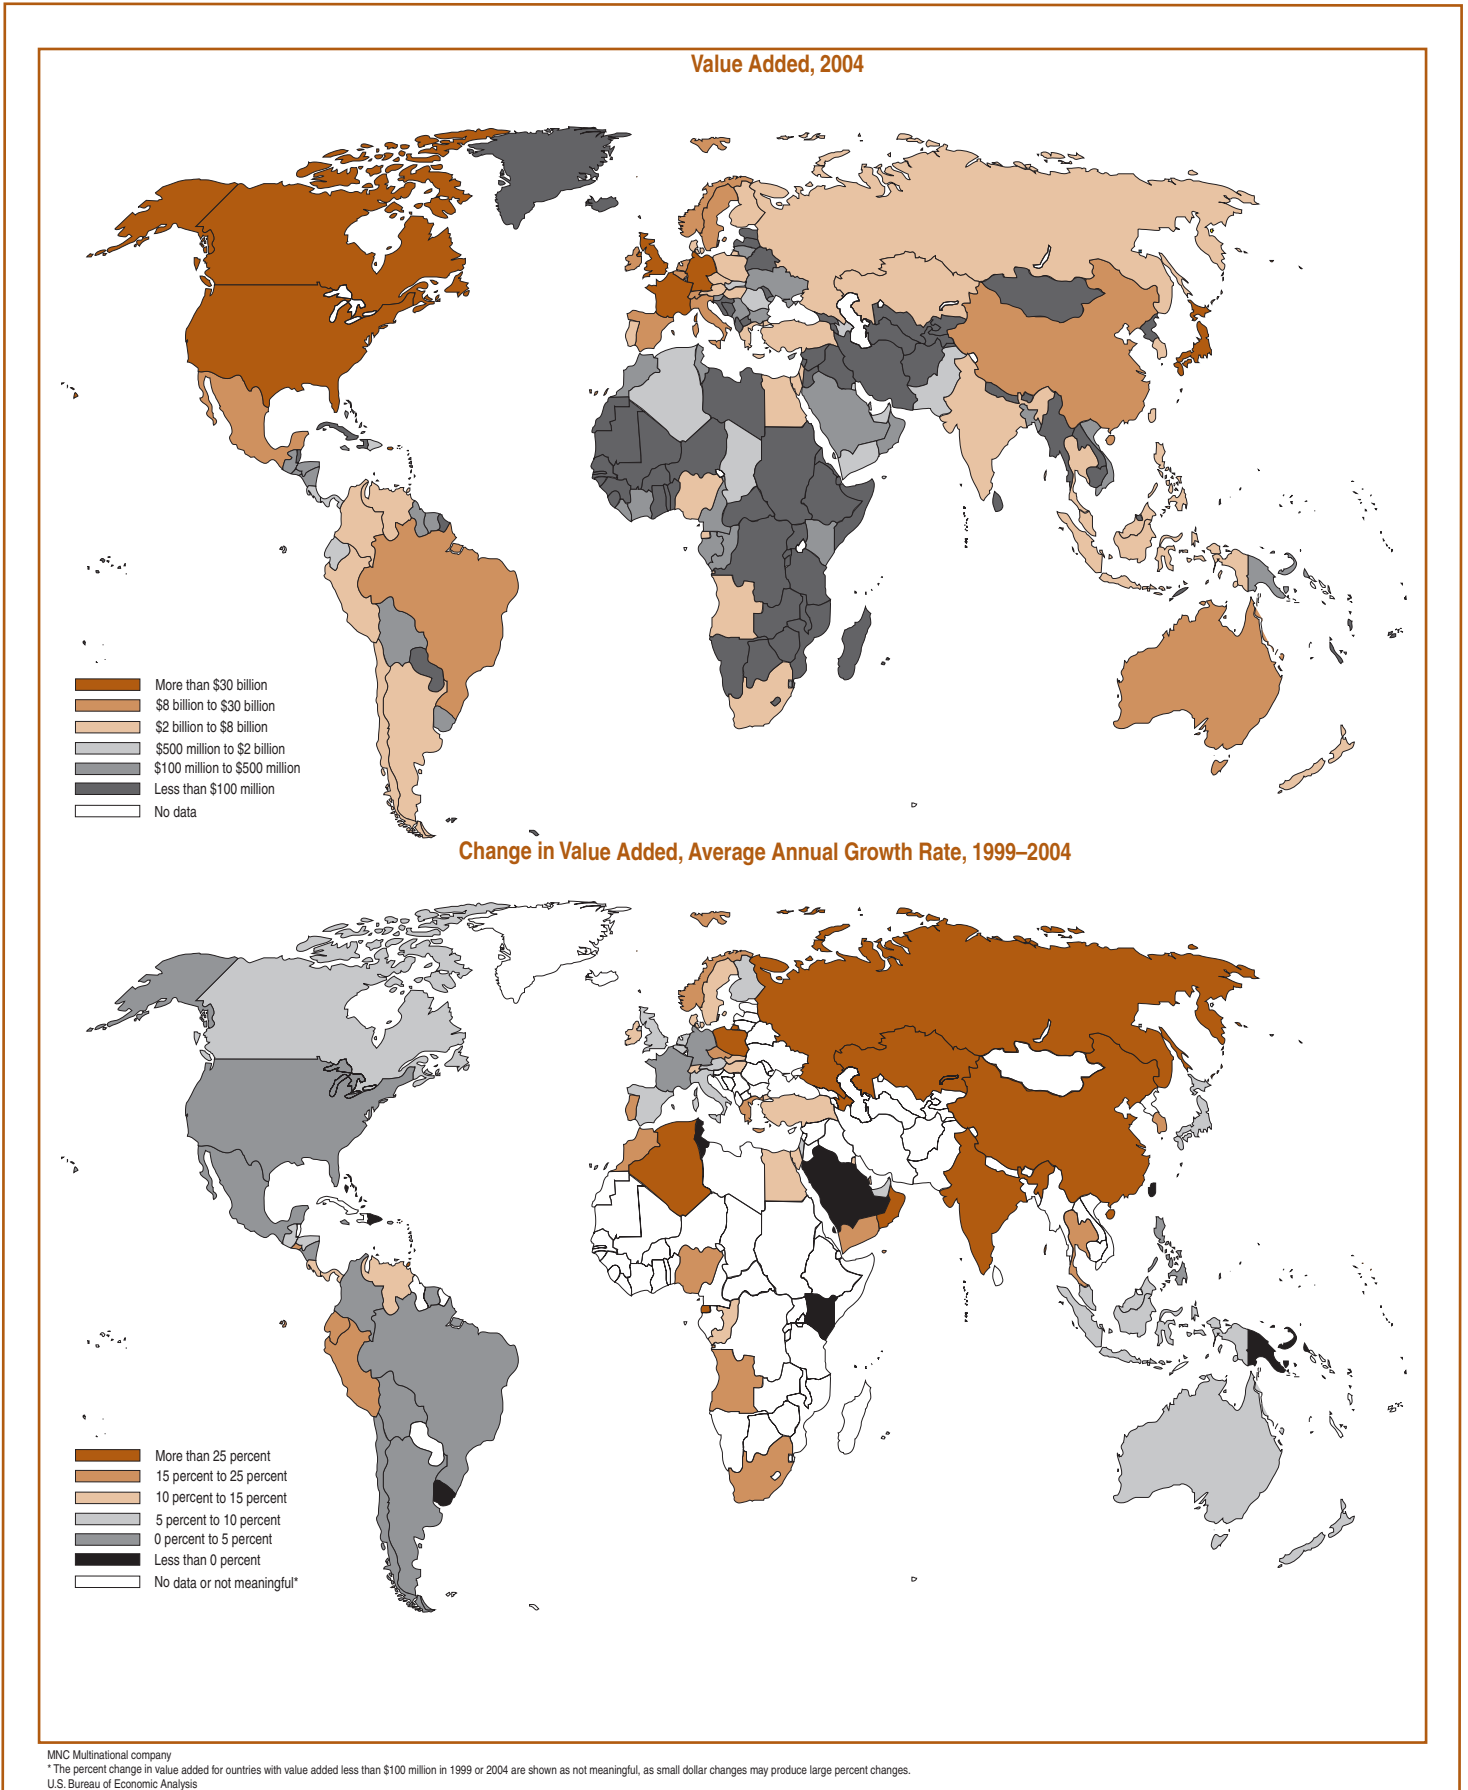 Value Added, 2004
More than $30 billion
$8 billion to $30 billion
$2 billion to $8 billion
$500 million to $2 billion
$100 million to $500 million
Less than $100 million
No data
Change in Value Added, Average Annual Growth Rate, 1999–2004
More than 25 percent
15 percent to 25 percent
10 percent to 15 percent
5 percent to 10 percent
0 percent to 5 percent
Less than 0 percent
No data or not meaningful*
MNC Multinational company
* The percent change in value added for ountries with value added less than $100 million in 1999 or 2004 are shown as not meaningful, as small dollar changes may produce large percent changes.
U.S. Bureau of Economic Analysis